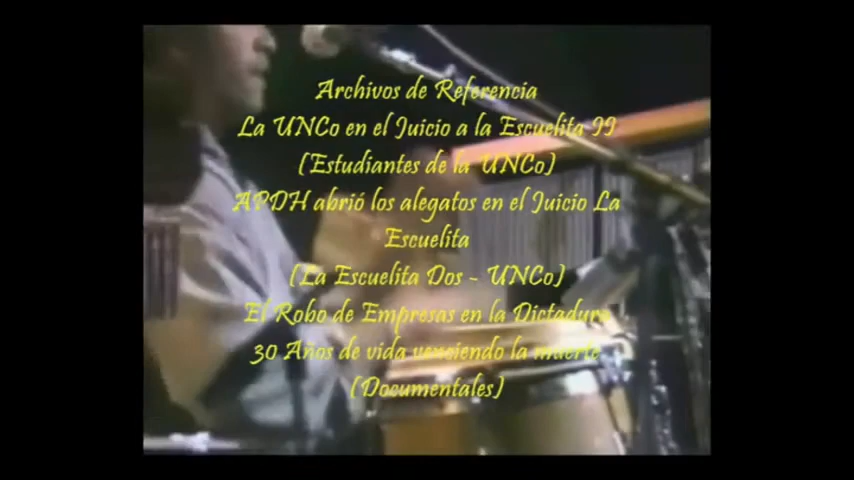 Archivos de Referencia
La UNCo en el Juicio a la Escuelita II
(Estudiantes de la UNCo)
APDH abrió los alegatos en el Juicio La
Escuelita
(La Escuelita Dos - UNCo)
El Robo de Empresas en la Dictadura
30 Años de vida venciendo la muerte
(Documentales)